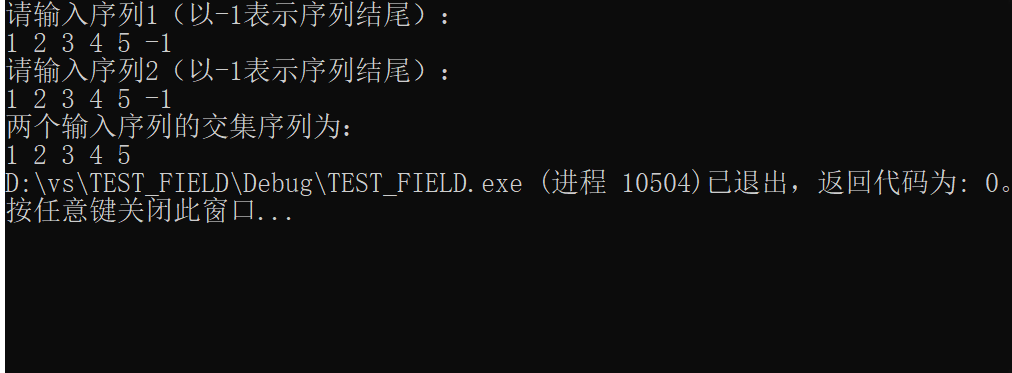 请输入序列1（以-1表示序列结尾）：
1 2 3 4 5 -1
请输入序列2（以-1表示序列结尾）：
1 2 3 4 5 -1
两个输入序列的交集序列为：
1 2 3 4 5
D:\vs\TEST_FIELD\Debug\TEST_FIELD.exe (进程 10504)已退出，返回代码为: 0。
按任意键关闭此窗口...